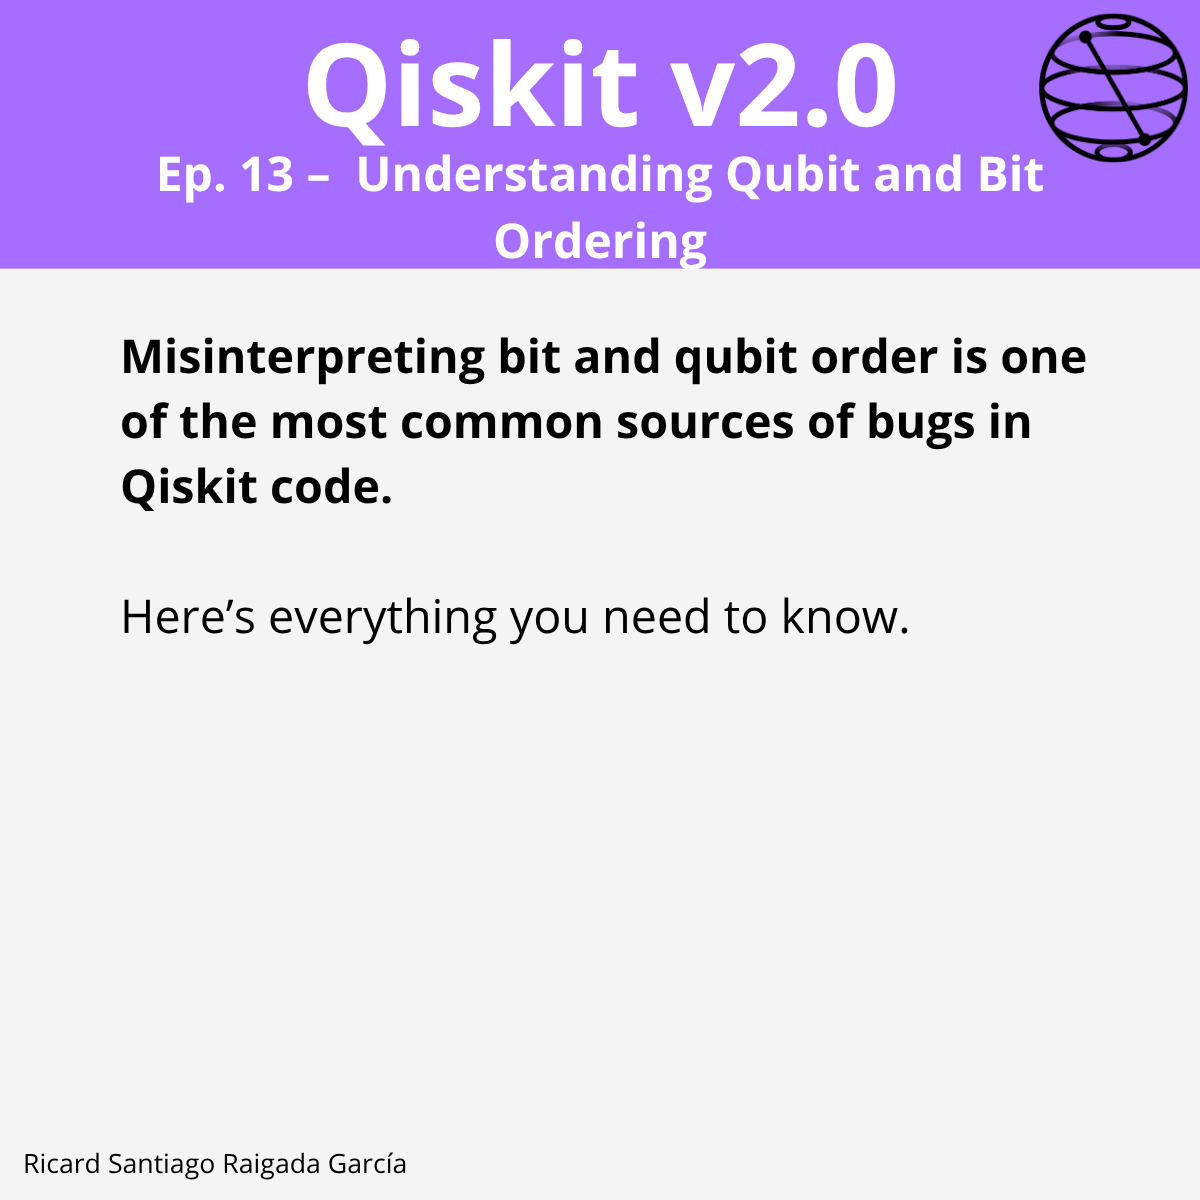 Qiskit v2.0
Ep. 13 –  Understanding Qubit and Bit
Ordering
Misinterpreting bit and qubit order is one
of the most common sources of bugs in
Qiskit code.
Here’s everything you need to know.
Ricard Santiago Raigada García